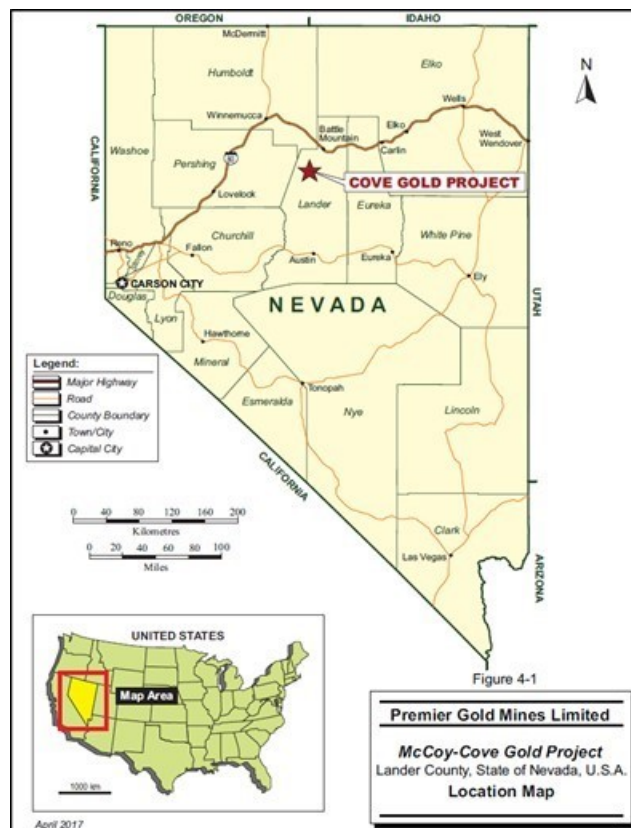 OREGON
IDAHO
McDermitt
N
Humboldt
Elko
Wells
Winnemucca
Battle
Mountain
Elko
Carlin
West
Wendover
Washoe
Pershing
80
CALIFORNIA
COVE GOLD PROJECT
Lovelock
Lander
Eureka
Churchill
White Pine
Reno
Storey
Fallon
Austin
Eureka
Ely
CARSON CITY
Douglas
NEVADA
UTAH
Lyon
Hawthorne
Mineral
Legend:
Major Highway
Road
County Boundary
Town/City
Capital City
Tonopah
Esmeralda
Nye
Lincoln
CALIFORNIA
0 40 80 120 160 200
Kilometres
0 20 40 60 80 100
Miles
Clark
Las Vegas
ARIZONA
UNITED STATES
Map Area
1000 km
Figure 4-1
Premier Gold Mines Limited
McCoy-Cove Gold Project
Lander County, State of Nevada, U.S.A.
Location Map
April 2017